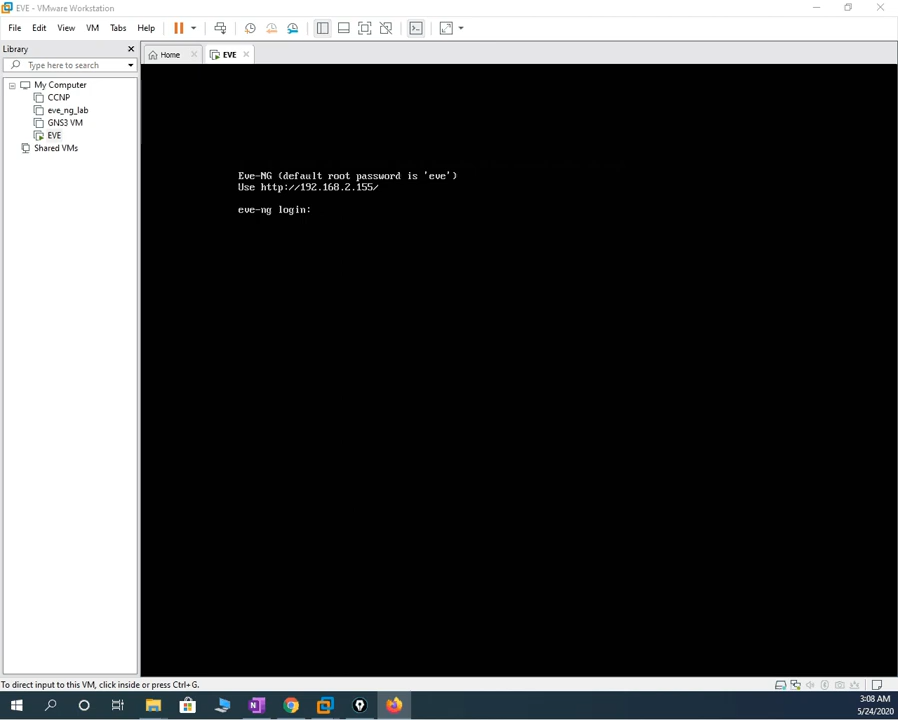 EVE - VMware Workstation
File Edit View VM Tabs Help
Library
Home
EVE
Type here to search
My Computer
CCNP
eve_ng_lab
GNS3 VM
EVE
Shared VMs
Eve-NG (default root password is 'eve')
Use http://192.168.2.155/
eve-ng login:
To direct input to this VM, click inside or press Ctrl+G.
3:08 AM
5/24/2020